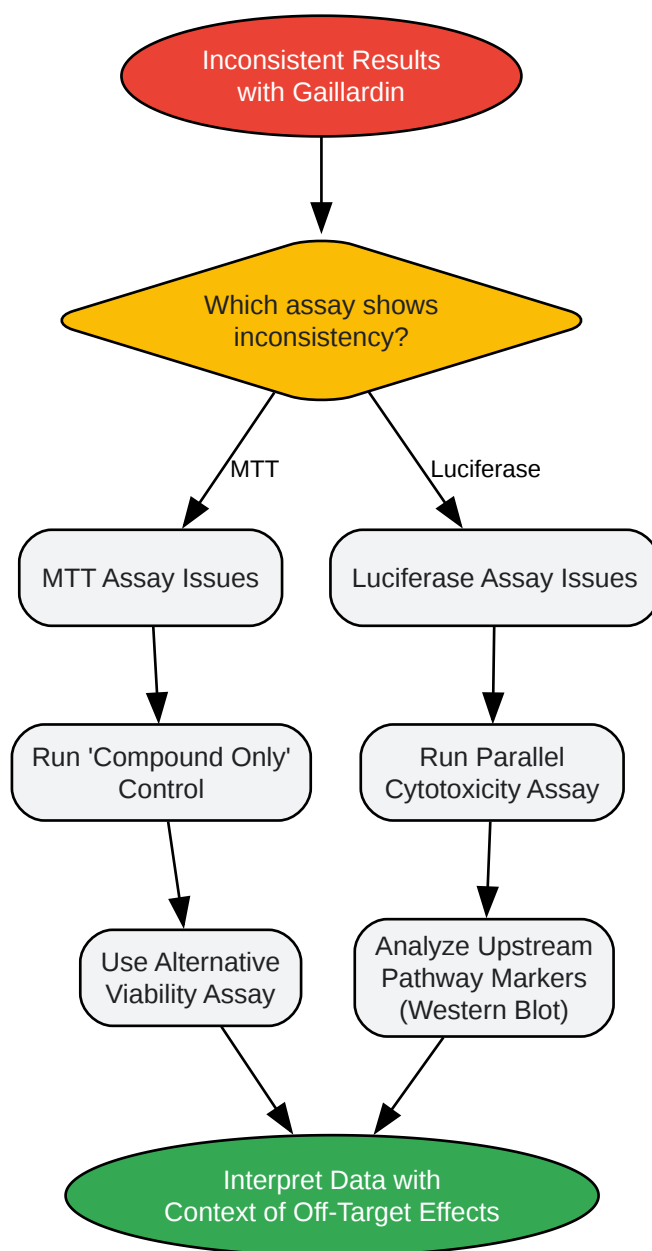 Inconsistent Results
with Gaillardin
Which assay shows
inconsistency?
MTT
Luciferase
MTT Assay Issues
Luciferase Assay Issues
Run 'Compound Only'
Control
Run Parallel
Cytotoxicity Assay
Use Alternative
Viability Assay
Analyze Upstream
Pathway Markers
(Western Blot)
Interpret Data with
Context of Off-Target Effects